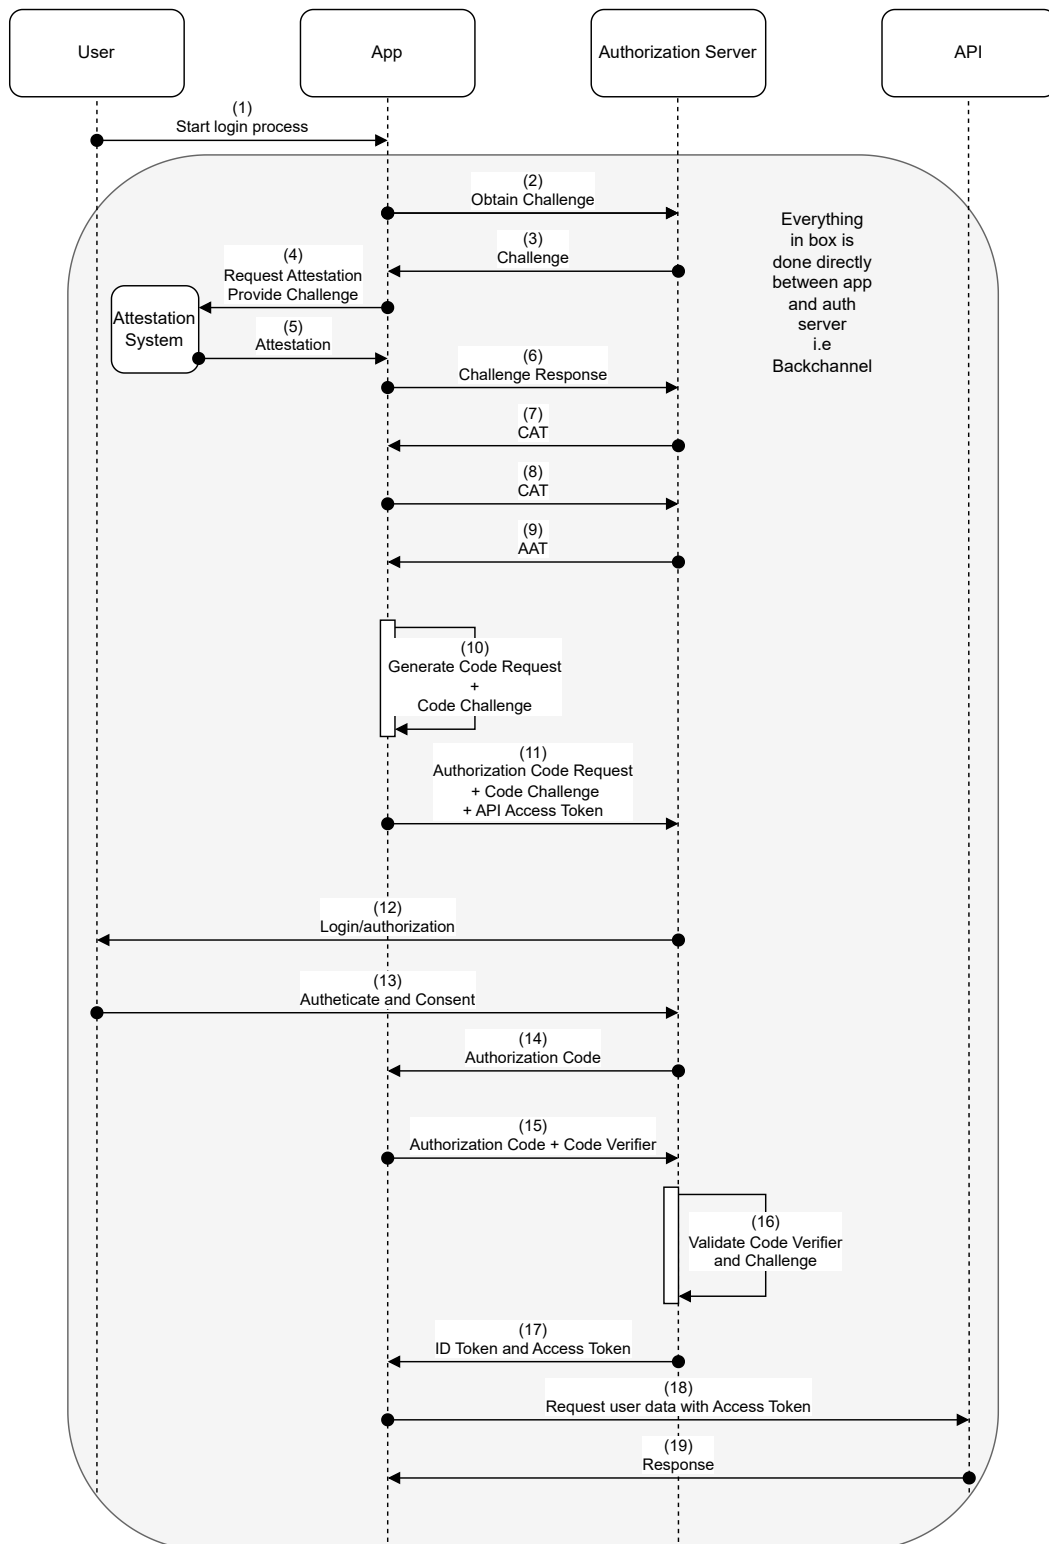 User
App
Authorization Server
API
(1)
Start login process
(2)
Obtain Challenge
Everything
in box is
done directly
between app
and auth
server
i.e
Backchannel
(3)
Challenge
(4)
Request Attestation
Provide Challenge
Attestation
System
(5)
Attestation
(6)
Challenge Response
(7)
CAT
(8)
CAT
(9)
AAT
(10)
Generate Code Request
+
Code Challenge
(11)
Authorization Code Request
+ Code Challenge
+ API Access Token
(12)
Login/authorization
(13)
Autheticate and Consent
(14)
Authorization Code
(15)
Authorization Code + Code Verifier
(16)
Validate Code Verifier
and Challenge
(17)
ID Token and Access Token
(18)
Request user data with Access Token
(19)
Response